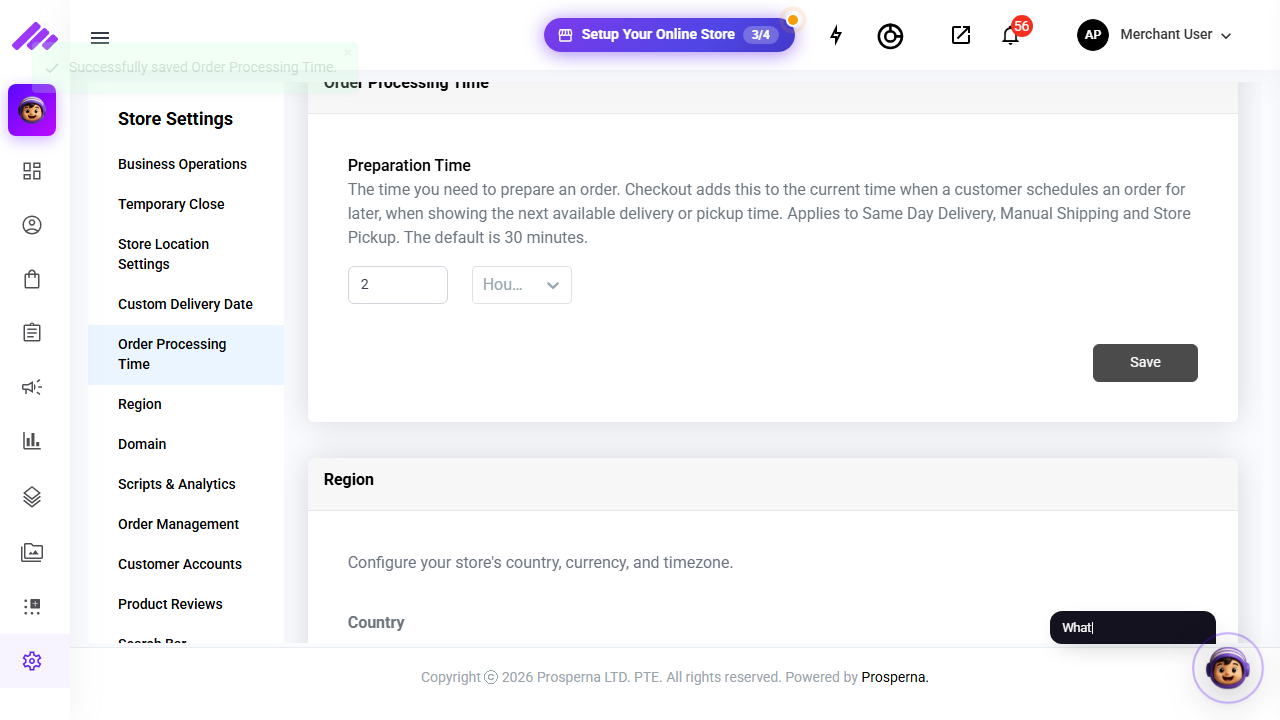 Setup Your Online Store 3/4
56
AP Merchant User
Successfully saved Order Processing Time.
Order Processing Time
Store Settings
Business Operations
Temporary Close
Store Location
Settings
Custom Delivery Date
Order Processing
Time
Region
Domain
Scripts & Analytics
Order Management
Customer Accounts
Product Reviews
Search Bar
Preparation Time
The time you need to prepare an order. Checkout adds this to the current time when a customer schedules an order for
later, when showing the next available delivery or pickup time. Applies to Same Day Delivery, Manual Shipping and Store
Pickup. The default is 30 minutes.
2 Hou...
Save
Region
Configure your store's country, currency, and timezone.
Country
What
Copyright © 2026 Prosperna LTD. PTE. All rights reserved. Powered by Prosperna.